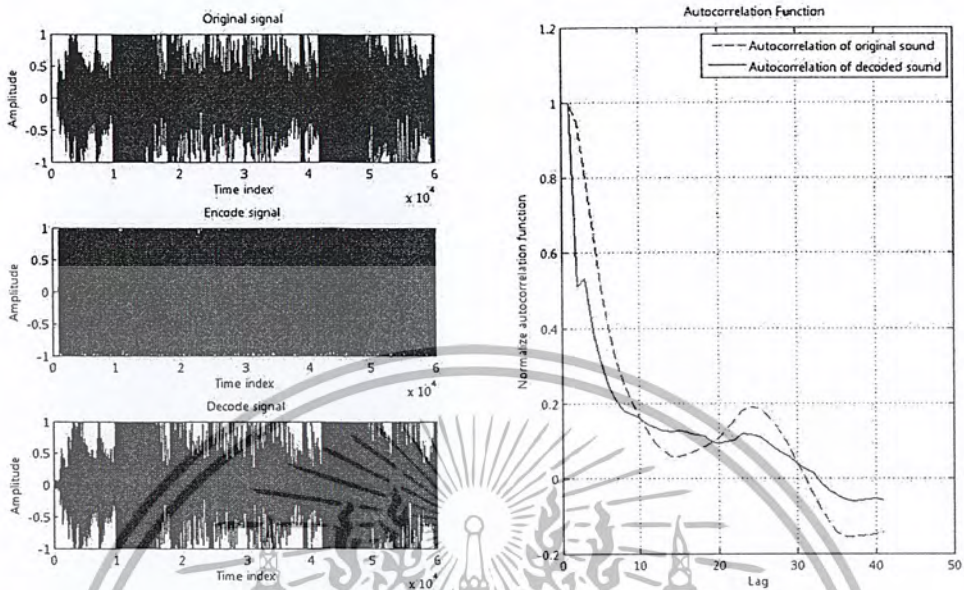 Original signal
Amplitude
1
0.5
0
-0.5
-1
0 1 2 3 4 5 6
Time index
x 10^4
Encode signal
Amplitude
1
0.5
0
-0.5
-1
0 1 2 3 4 5 6
Time index
x 10^4
Decode signal
Amplitude
1
0.5
0
-0.5
-1
0 1 2 3 4 5 6
Time index
x 10^4
Autocorrelation Function
Autocorrelation of original sound
Autocorrelation of decoded sound
Normalize autocorrelation function
1.2
1
0.8
0.6
0.4
0.2
0
-0.2
0 10 20 30 40 50
Lag